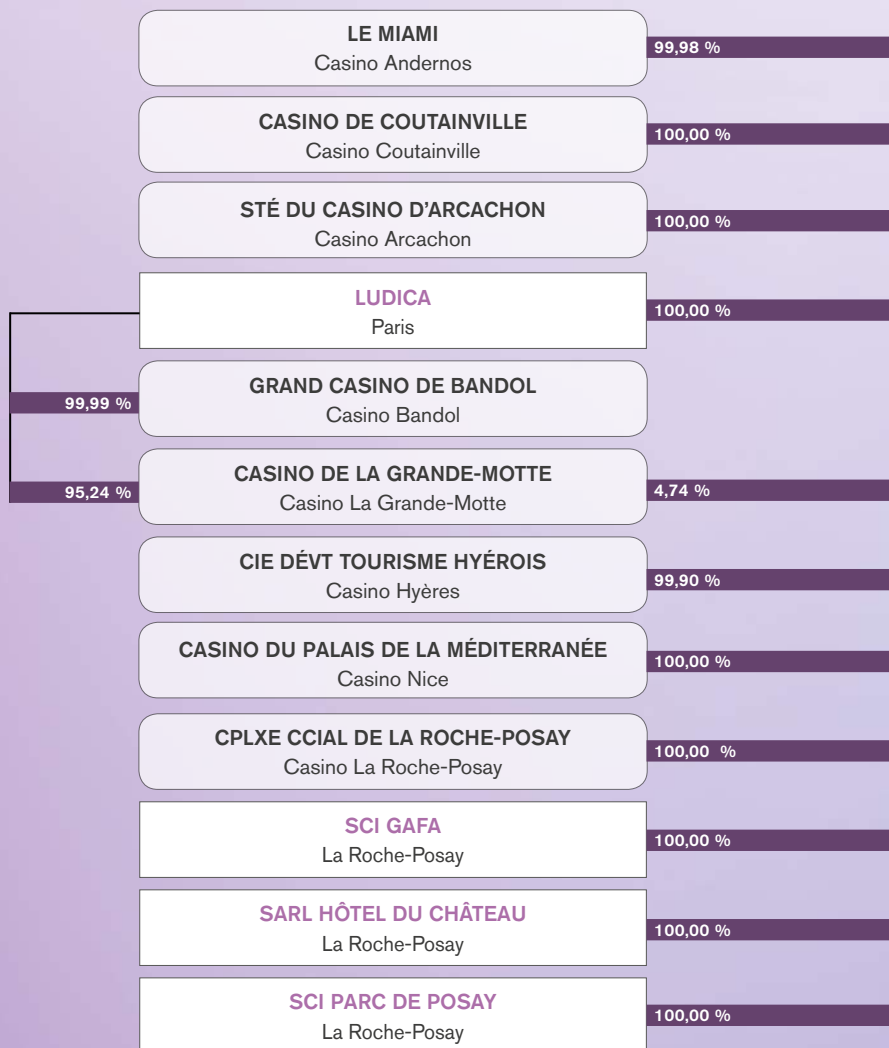 LE MIAMI
Casino Andernos
99,98 %
CASINO DE COUTAINVILLE
Casino Coutainville
100,00 %
STÉ DU CASINO D'ARCACHON
Casino Arcachon
100,00 %
LUDICA
Paris
100,00 %
99,99 %
GRAND CASINO DE BANDOL
Casino Bandol
95,24 %
CASINO DE LA GRANDE-MOTTE
Casino La Grande-Motte
4,74 %
CIE DÉVT TOURISME HYÉROIS
Casino Hyères
99,90 %
CASINO DU PALAIS DE LA MÉDITERRANÉE
Casino Nice
100,00 %
CPLXE CCIAL DE LA ROCHE-POSAY
Casino La Roche-Posay
100,00 %
SCI GAFA
La Roche-Posay
100,00 %
SARL HÔTEL DU CHÂTEAU
La Roche-Posay
100,00 %
SCI PARC DE POSAY
La Roche-Posay
100,00 %